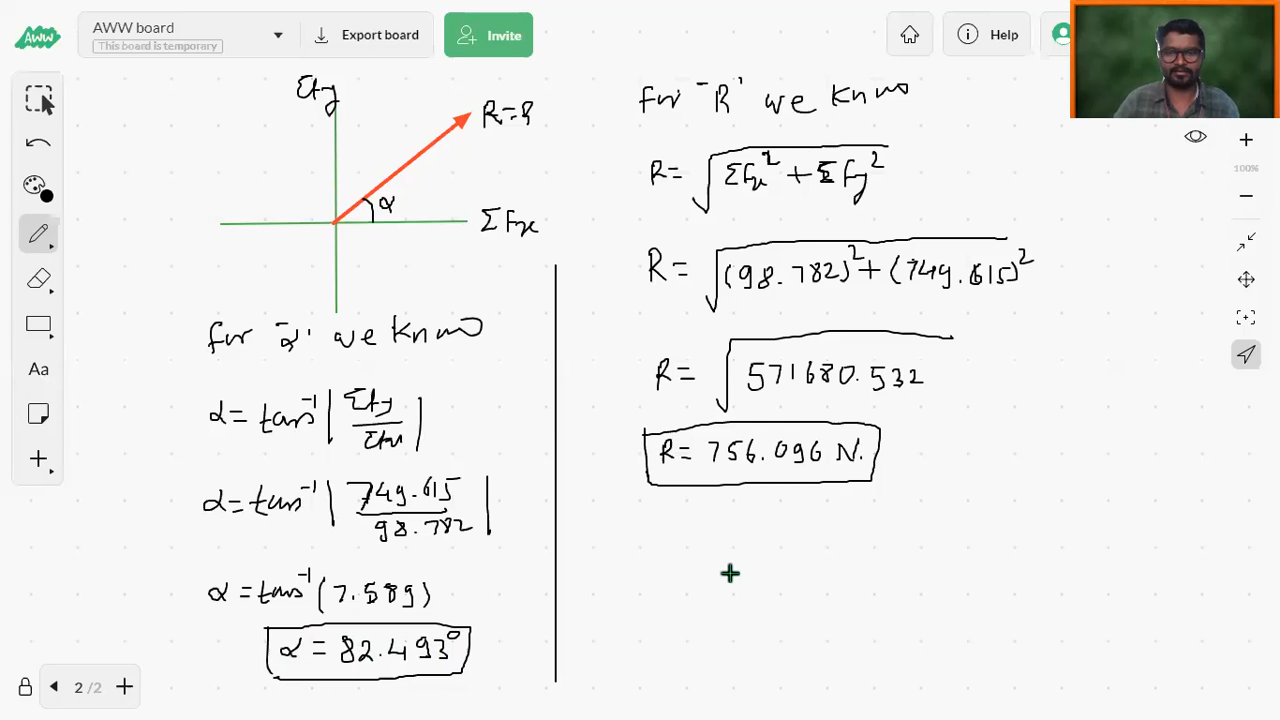 AWW
AWW board
This board is temporary
Export board
Invite
Help
Σfy
R=?
α
ΣFx
for "α" we know
α = tan⁻¹ | Σfy / Σfx |
α = tan⁻¹ | 749.615 / 98.782 |
α = tan⁻¹ (7.589)
α = 82.493°
for "R" we know
R = √ΣFx² + ΣFy²
R = √(98.782)² + (749.615)²
R = √571680.532
R = 756.096 N.
100%
Aa
2 / 2